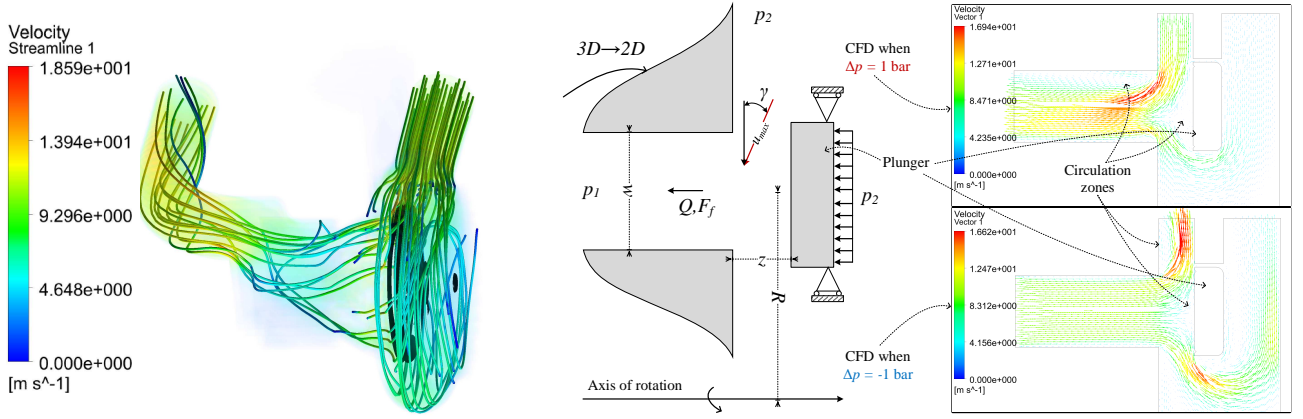 Velocity
Streamline 1
1.859e+001
1.394e+001
9.296e+000
4.648e+000
0.000e+000
[m s^-1]
3D→2D
p2
γ
umax
p1
w
Q,Ff
z
R
p2
Axis of rotation
CFD when
Δp = 1 bar
Plunger
CFD when
Δp = -1 bar
Velocity
Vector 1
1.694e+001
1.271e+001
8.471e+000
4.235e+000
0.000e+000
[m s^-1]
Circulation
zones
Velocity
Vector 1
1.662e+001
1.247e+001
8.312e+000
4.156e+000
0.000e+000
[m s^-1]